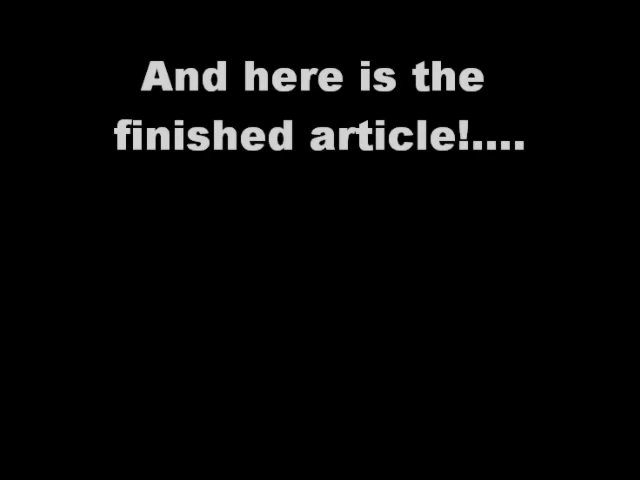 And here is the
finished article!....